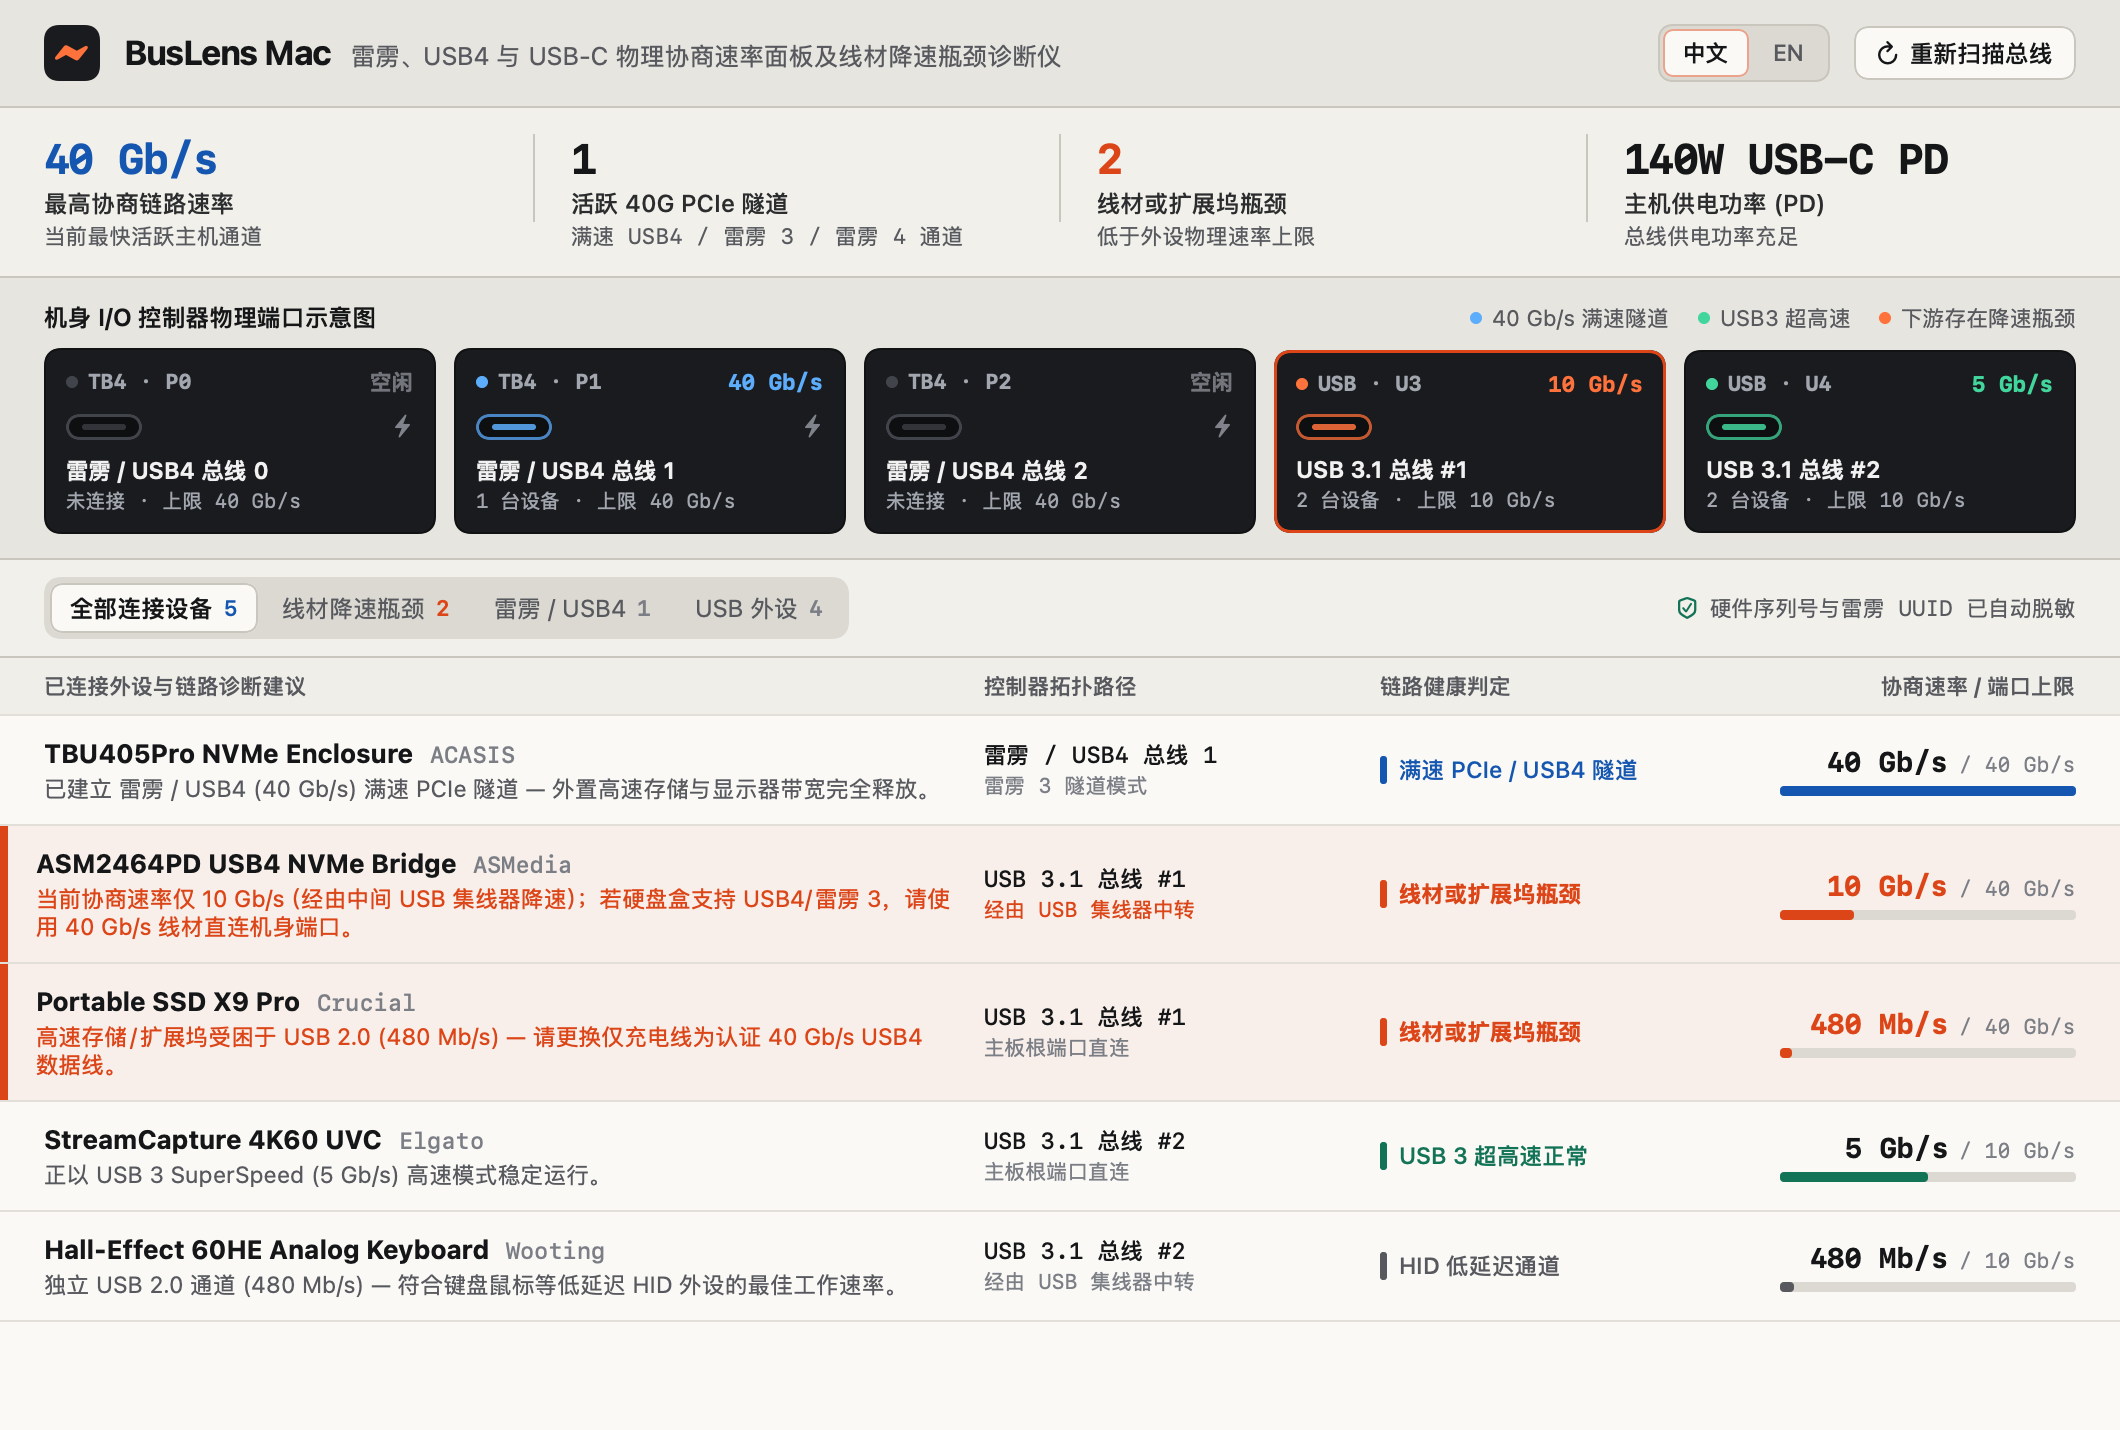 BusLens Mac 雷雳、USB4 与 USB-C 物理协商速率面板及线材降速瓶颈诊断仪
中文 EN 重新扫描总线
40 Gb/s
最高协商链路速率
当前最快活跃主机通道
1
活跃 40G PCIe 隧道
满速 USB4 / 雷雳 3 / 雷雳 4 通道
2
线材或扩展坞瓶颈
低于外设物理速率上限
140W USB-C PD
主机供电功率 (PD)
总线供电功率充足
机身 I/O 控制器物理端口示意图
40 Gb/s 满速隧道 USB3 超高速 下游存在降速瓶颈
TB4 · P0 空闲
雷雳 / USB4 总线 0
未连接 · 上限 40 Gb/s
TB4 · P1 40 Gb/s
雷雳 / USB4 总线 1
1 台设备 · 上限 40 Gb/s
TB4 · P2 空闲
雷雳 / USB4 总线 2
未连接 · 上限 40 Gb/s
USB · U3 10 Gb/s
USB 3.1 总线 #1
2 台设备 · 上限 10 Gb/s
USB · U4 5 Gb/s
USB 3.1 总线 #2
2 台设备 · 上限 10 Gb/s
全部连接设备 5 线材降速瓶颈 2 雷雳 / USB4 1 USB 外设 4
硬件序列号与雷雳 UUID 已自动脱敏
已连接外设与链路诊断建议 控制器拓扑路径 链路健康判定 协商速率 / 端口上限
TBU405Pro NVMe Enclosure ACASIS
已建立 雷雳 / USB4 (40 Gb/s) 满速 PCIe 隧道 — 外置高速存储与显示器带宽完全释放。
雷雳 / USB4 总线 1
雷雳 3 隧道模式
满速 PCIe / USB4 隧道
40 Gb/s / 40 Gb/s
ASM2464PD USB4 NVMe Bridge ASMedia
当前协商速率仅 10 Gb/s (经由中间 USB 集线器降速)；若硬盘盒支持 USB4/雷雳 3，请使
用 40 Gb/s 线材直连机身端口。
USB 3.1 总线 #1
经由 USB 集线器中转
线材或扩展坞瓶颈
10 Gb/s / 40 Gb/s
Portable SSD X9 Pro Crucial
高速存储/扩展坞受困于 USB 2.0 (480 Mb/s) — 请更换仅充电线为认证 40 Gb/s USB4
数据线。
USB 3.1 总线 #1
主板根端口直连
线材或扩展坞瓶颈
480 Mb/s / 40 Gb/s
StreamCapture 4K60 UVC Elgato
正以 USB 3 SuperSpeed (5 Gb/s) 高速模式稳定运行。
USB 3.1 总线 #2
主板根端口直连
USB 3 超高速正常
5 Gb/s / 10 Gb/s
Hall-Effect 60HE Analog Keyboard Wooting
独立 USB 2.0 通道 (480 Mb/s) — 符合键盘鼠标等低延迟 HID 外设的最佳工作速率。
USB 3.1 总线 #2
经由 USB 集线器中转
HID 低延迟通道
480 Mb/s / 10 Gb/s